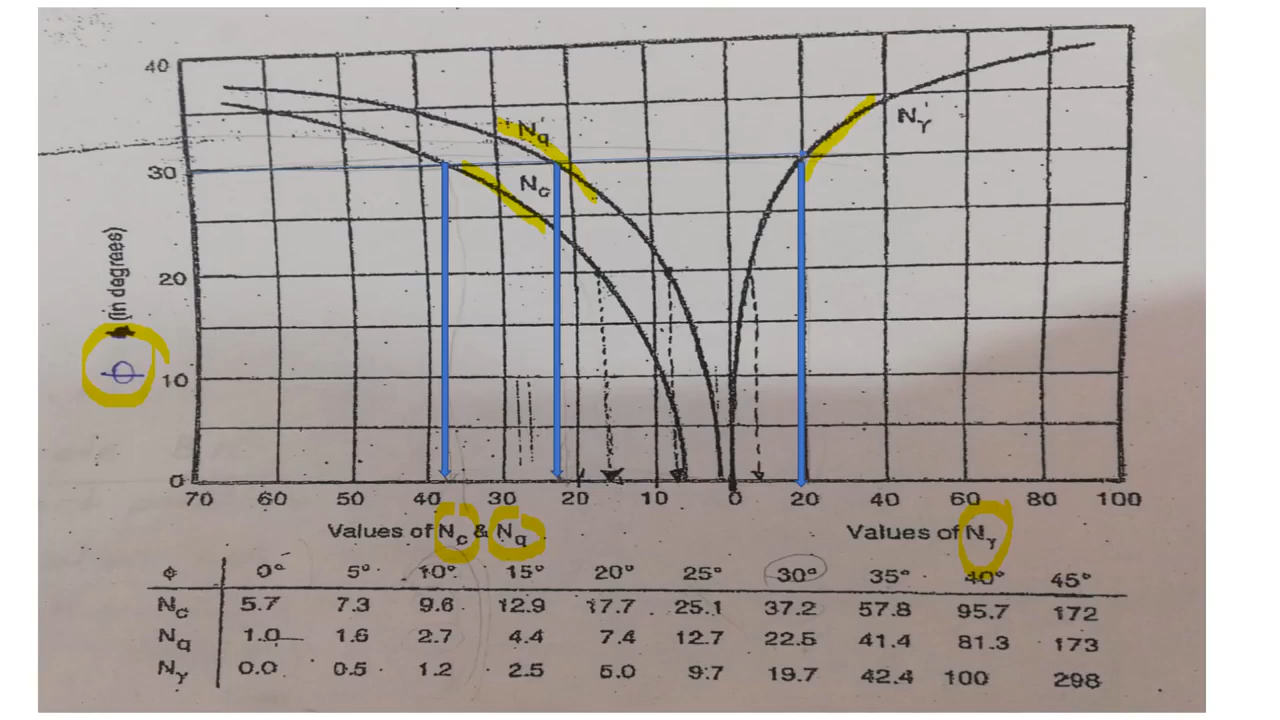 40
N'q
N'γ
30
Nc
20
10
0
φ (in degrees)
70 60 50 40 30 20 10 0 20 40 60 80 100
Values of Nc & Nq Values of Nγ
φ 0° 5° 10° 15° 20° 25° 30° 35° 40° 45°
Nc 5.7 7.3 9.6 12.9 17.7 25.1 37.2 57.8 95.7 172
Nq 1.0 1.6 2.7 4.4 7.4 12.7 22.5 41.4 81.3 173
Nγ 0.0 0.5 1.2 2.5 5.0 9.7 19.7 42.4 100 298